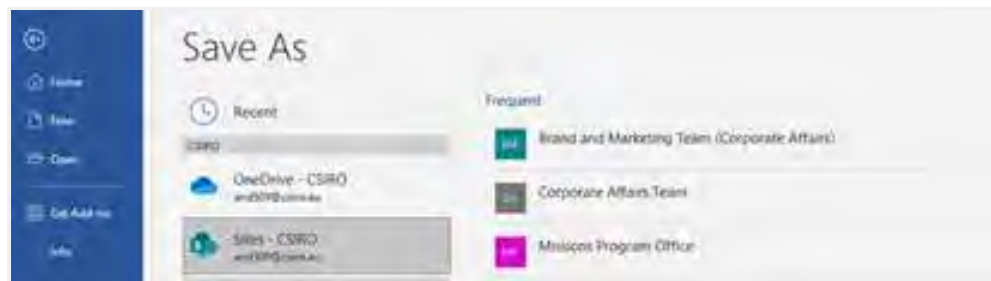 Save As
Home
New
Open
Get Add-ins
Info
Recent
CSIRO
OneDrive - CSIRO
Sites - CSIRO
Frequent
Brand and Marketing Team (Corporate Affairs)
Corporate Affairs Team
Missions Program Office